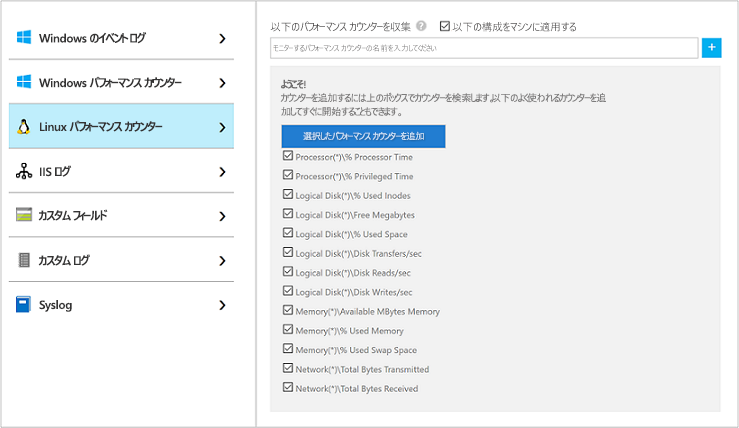 Windows のイベントログ
Windows パフォーマンス カウンター
Linux パフォーマンス カウンター
IIS ログ
カスタム フィールド
カスタム ログ
Syslog
以下のパフォーマンス カウンターを収集 ? 以下の構成をマシンに適用する
モニターするパフォーマンス カウンターの名前を入力してください
+
ようこそ!
カウンターを追加するには上のボックスでカウンターを検索します。以下のよく使われるカウンターを追
加してすぐに開始することもできます。
選択したパフォーマンス カウンターを追加
Processor(*)\% Processor Time
Processor(*)\% Privileged Time
Logical Disk(*)\% Used Inodes
Logical Disk(*)\Free Megabytes
Logical Disk(*)\% Used Space
Logical Disk(*)\Disk Transfers/sec
Logical Disk(*)\Disk Reads/sec
Logical Disk(*)\Disk Writes/sec
Memory(*)\Available MBytes Memory
Memory(*)\% Used Memory
Memory(*)\% Used Swap Space
Network(*)\Total Bytes Transmitted
Network(*)\Total Bytes Received